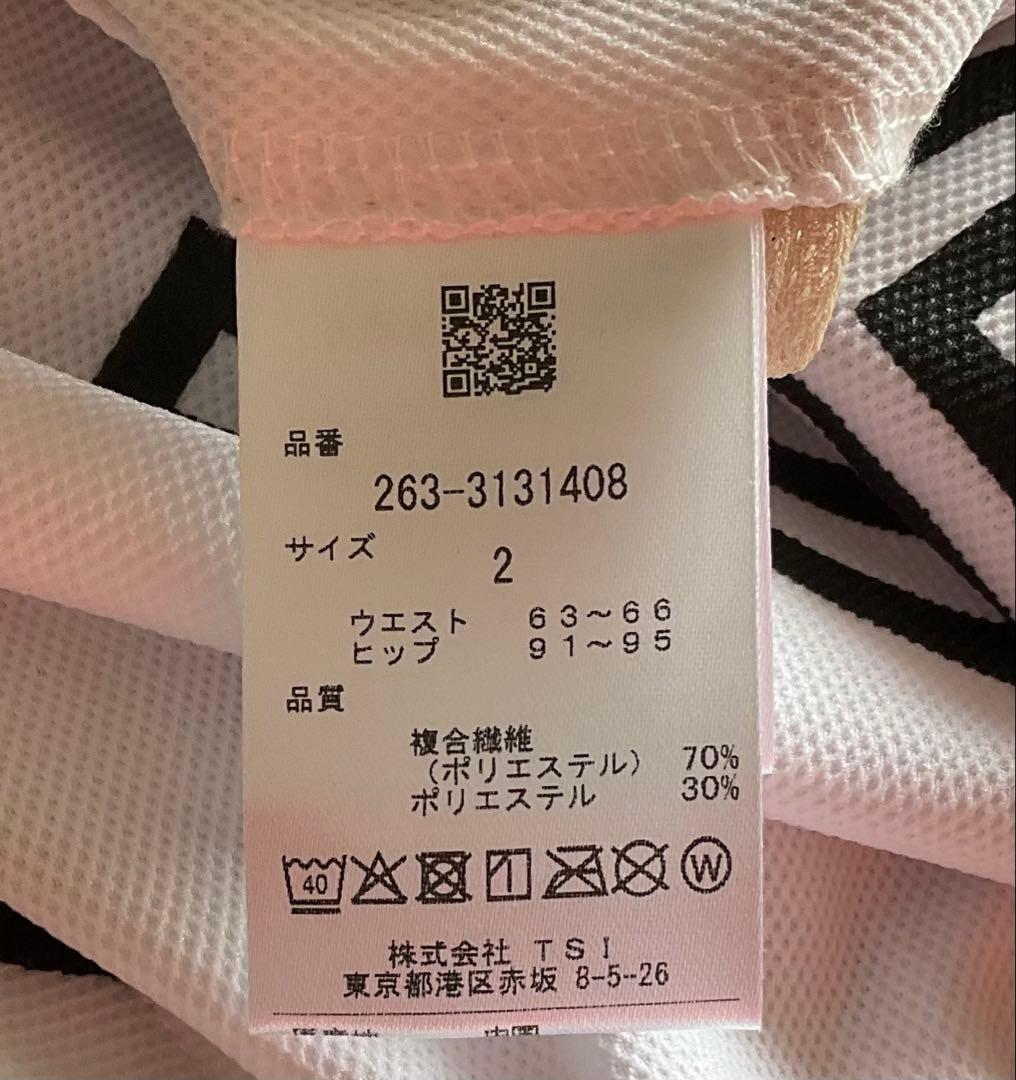 品番
263-3131408
サイズ 2
ウエスト 63～66
ヒップ 91～95
品質
複合繊維
（ポリエステル） 70%
ポリエステル 30%
40 W
株式会社 TSI
東京都港区赤坂 8-5-26